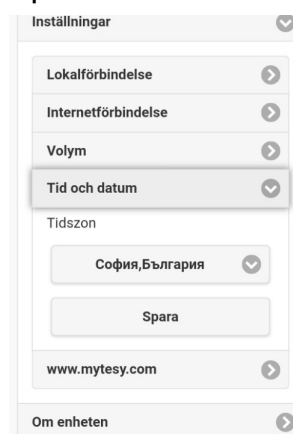 Inställningar
Lokalförbindelse
Internetförbindelse
Volym
Tid och datum
Tidszon
София,България
Spara
www.mytesy.com
Om enheten